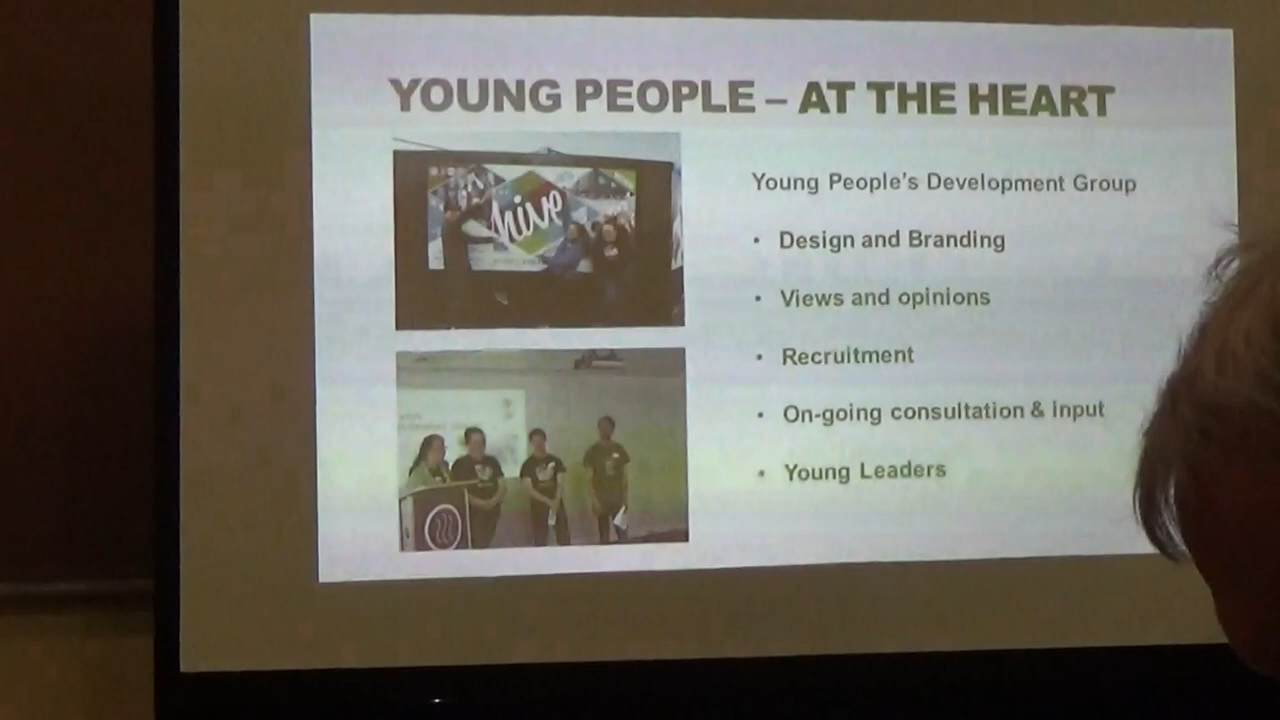 YOUNG PEOPLE – AT THE HEART
hive
Young People's Development Group
• Design and Branding
• Views and opinions
• Recruitment
• On-going consultation & input
• Young Leaders